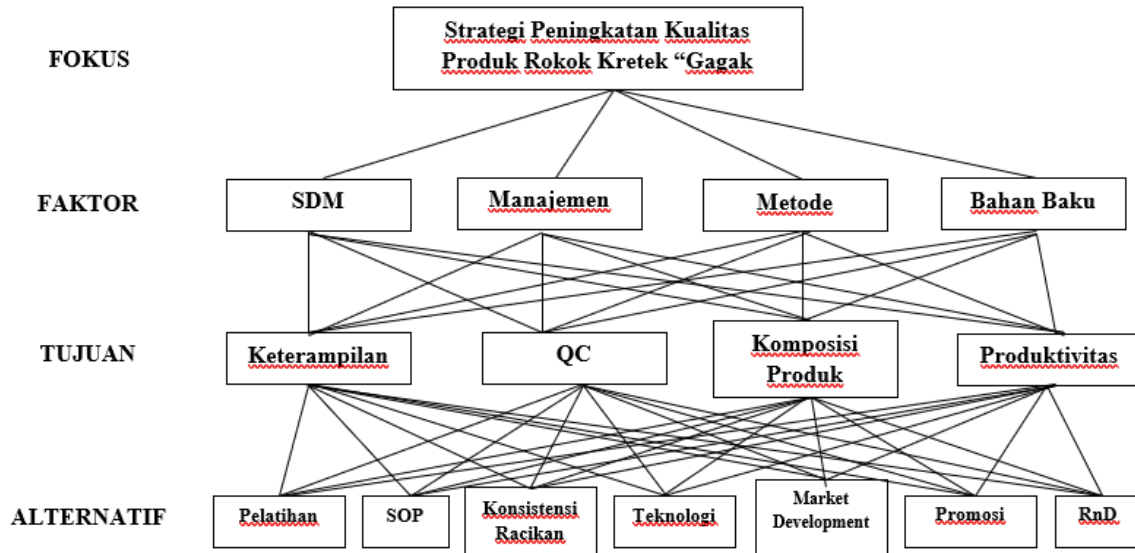 Strategi Peningkatan Kualitas
Produk Rokok Kretek “Gagak
FOKUS
FAKTOR
SDM
Manajemen
Metode
Bahan Baku
TUJUAN
Keterampilan
QC
Komposisi
Produk
Produktivitas
ALTERNATIF
Pelatihan
SOP
Konsistensi
Racikan
Teknologi
Market
Development
Promosi
RnD